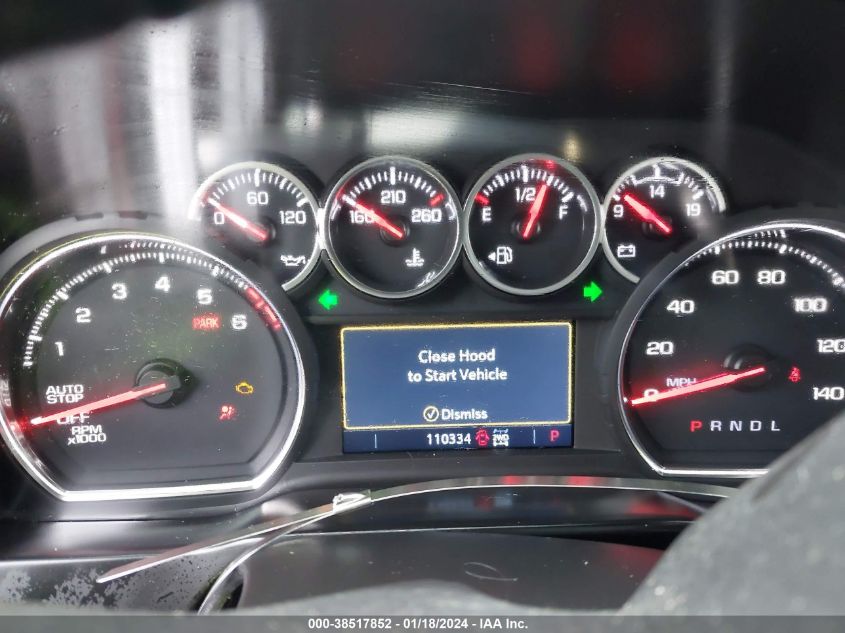 0 60 120
160 210 260
E 1/2 F
9 14 19
1 2 3 4 5 6
PARK
AUTO
STOP
OFF
RPM
x1000
Close Hood
to Start Vehicle
Dismiss
110334 P
0 20 40 60 80 100 120 140
MPH
P R N D L
000-38517852 / 01/18/2024 - IAA Inc.